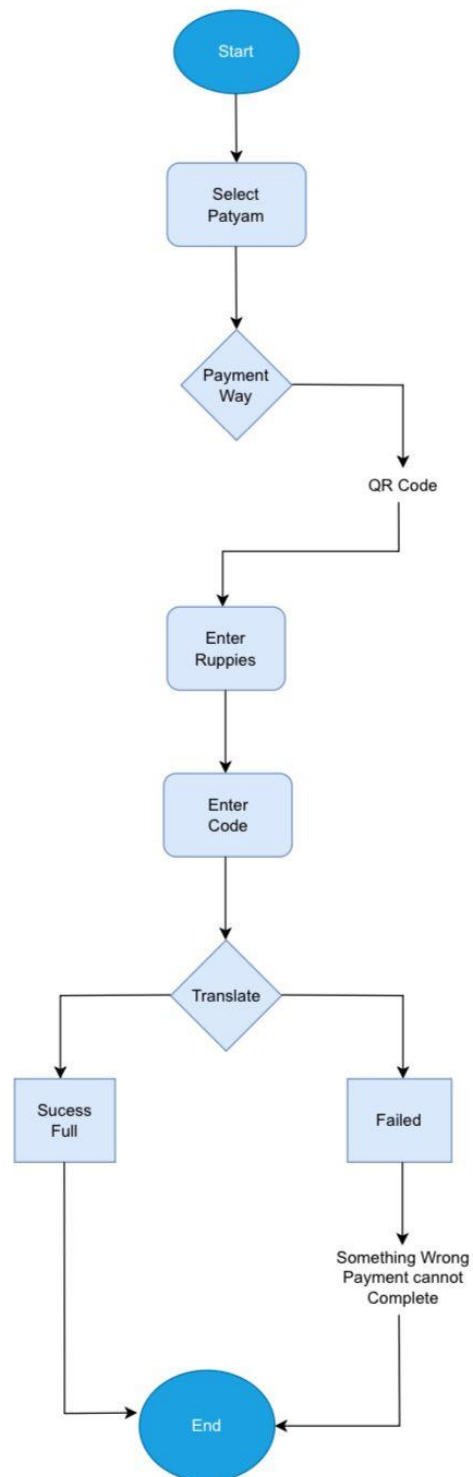 Start
Select
Patyam
Payment
Way
QR Code
Enter
Ruppies
Enter
Code
Translate
Sucess
Full
Failed
Something Wrong
Payment cannot
Complete
End